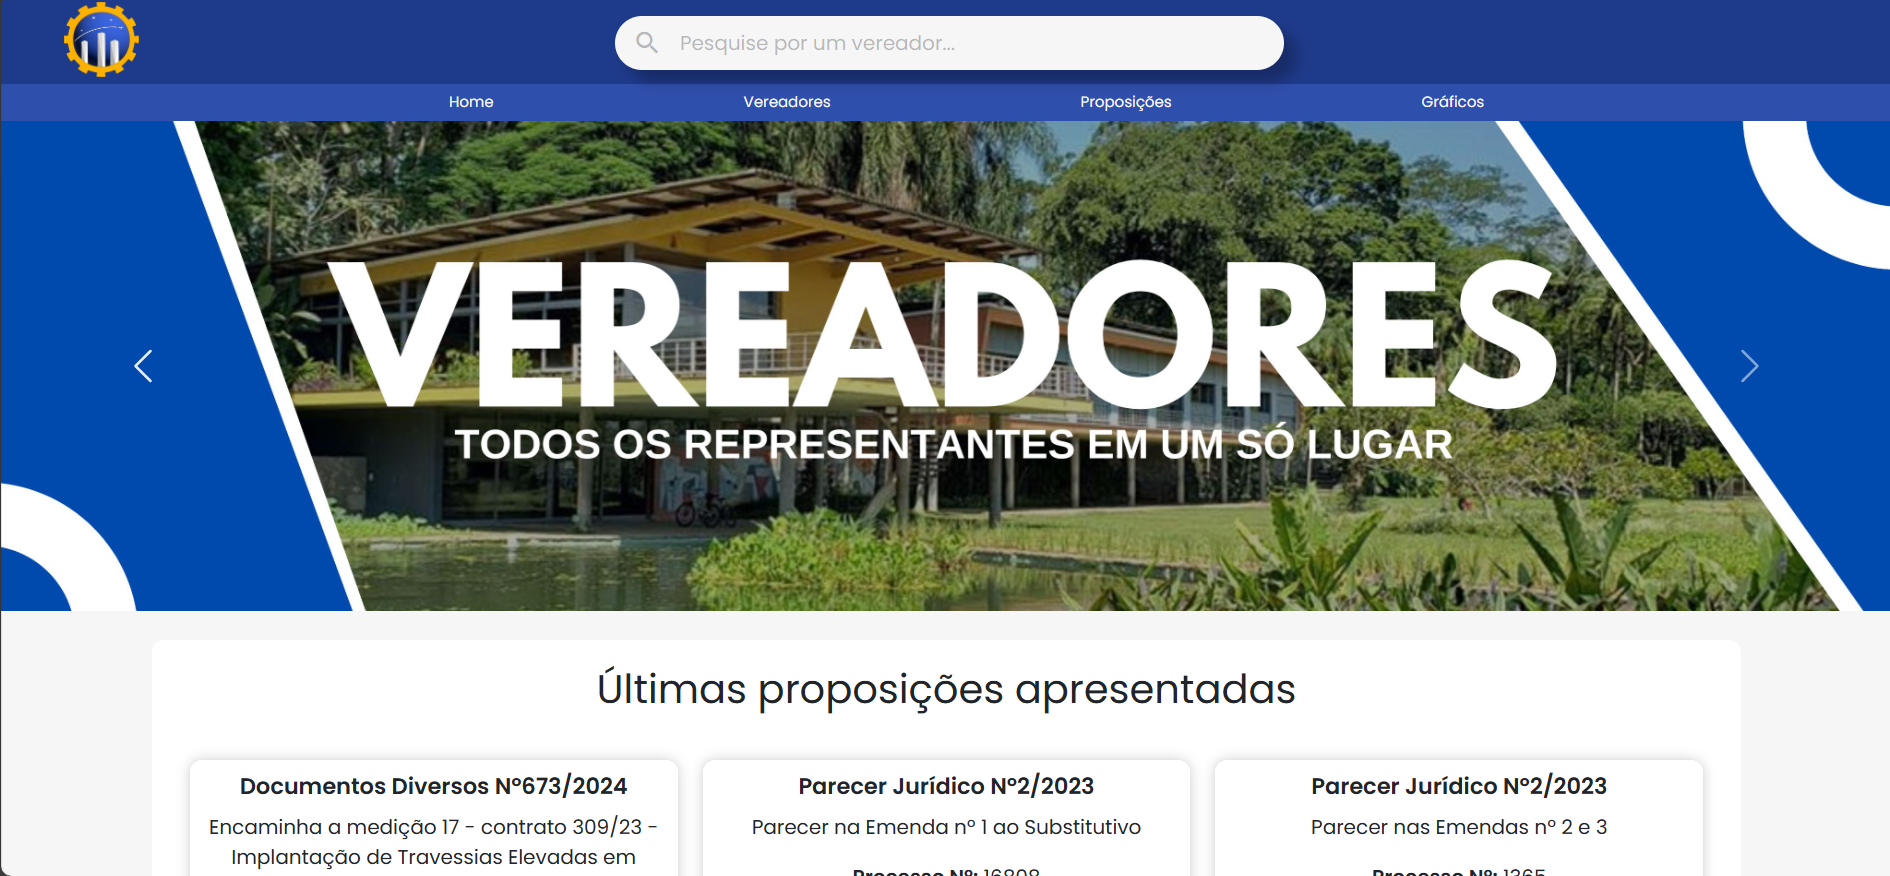 Pesquise por um vereador...
Home
Vereadores
Proposições
Gráficos
VEREADORES
TODOS OS REPRESENTANTES EM UM SÓ LUGAR
Últimas proposições apresentadas
Documentos Diversos Nº673/2024
Encaminha a medição 17 - contrato 309/23 -
Implantação de Travessias Elevadas em
Parecer Jurídico Nº2/2023
Parecer na Emenda nº 1 ao Substitutivo
Processo Nº: 16808
Parecer Jurídico Nº2/2023
Parecer nas Emendas nº 2 e 3
Processo Nº: 1365